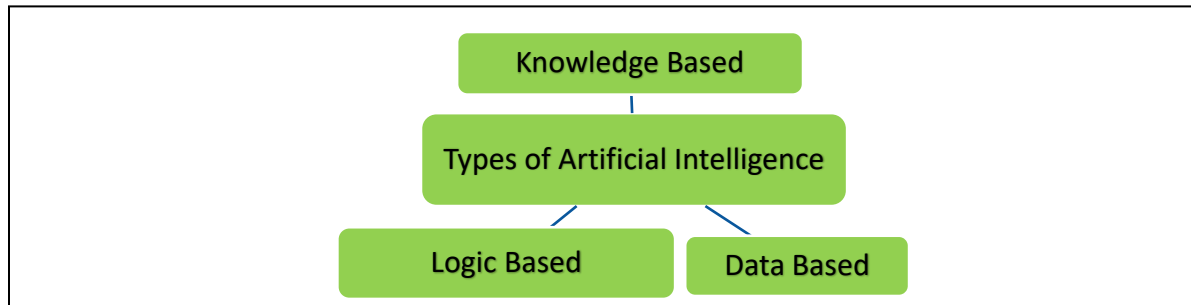 Knowledge Based
Types of Artificial Intelligence
Logic Based
Data Based